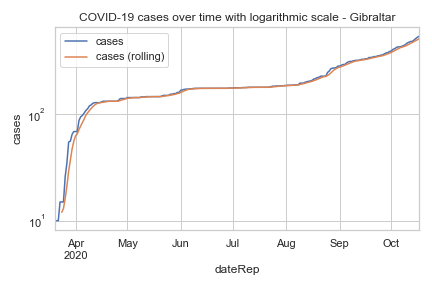 COVID-19 cases over time with logarithmic scale - Gibraltar
cases
cases (rolling)
10²
10¹
cases
Apr
2020
May
Jun
Jul
Aug
Sep
Oct
dateRep